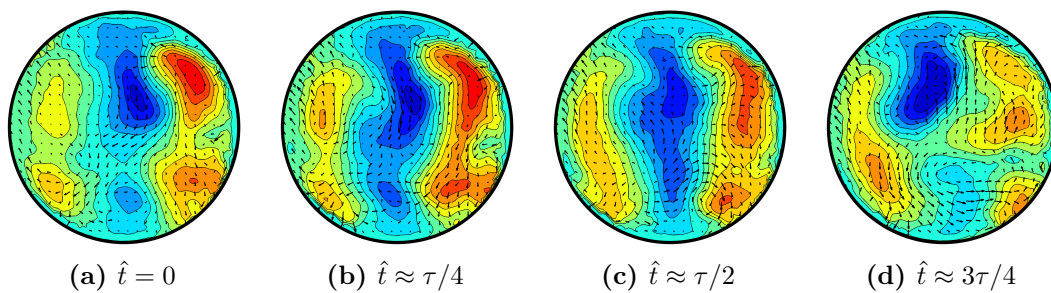 (a) t̂ = 0 (b) t̂ ≈ τ/4 (c) t̂ ≈ τ/2 (d) t̂ ≈ 3τ/4